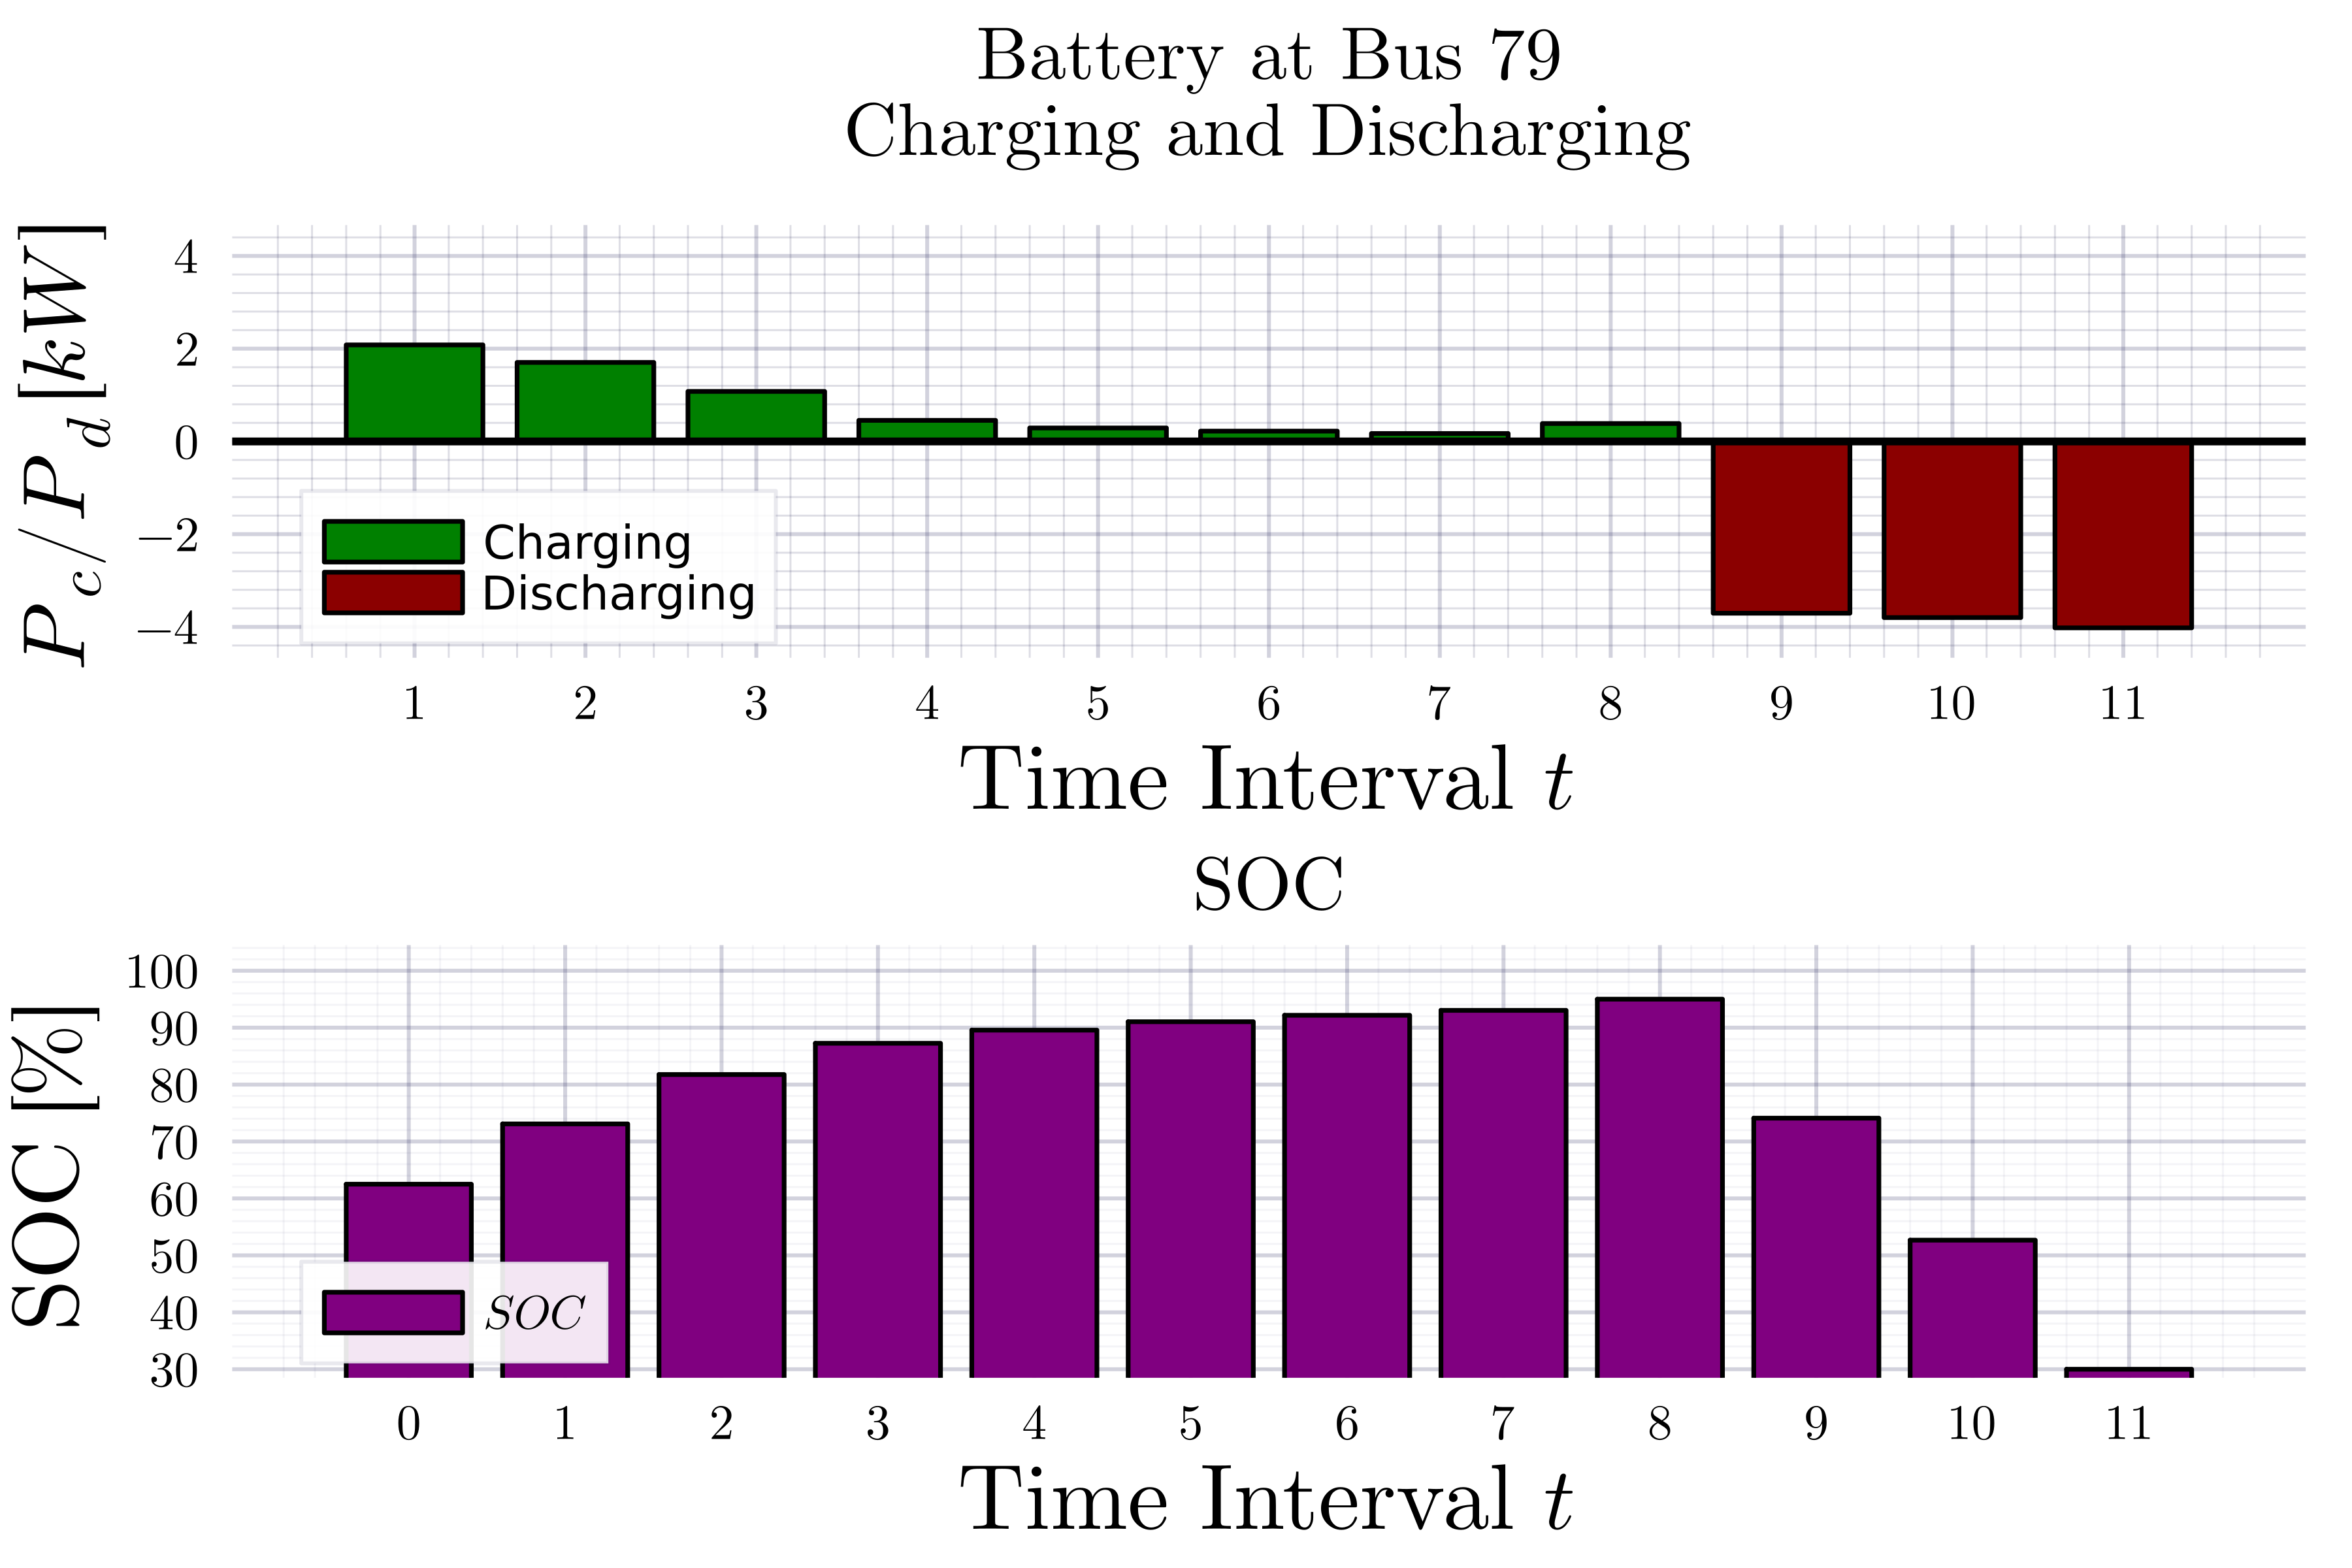 Battery at Bus 79
Charging and Discharging
P_c/P_d [kW]
4
2
0
−2
−4
Charging
Discharging
1 2 3 4 5 6 7 8 9 10 11
Time Interval t
SOC
SOC [%]
100
90
80
70
60
50
40
30
SOC
0 1 2 3 4 5 6 7 8 9 10 11
Time Interval t